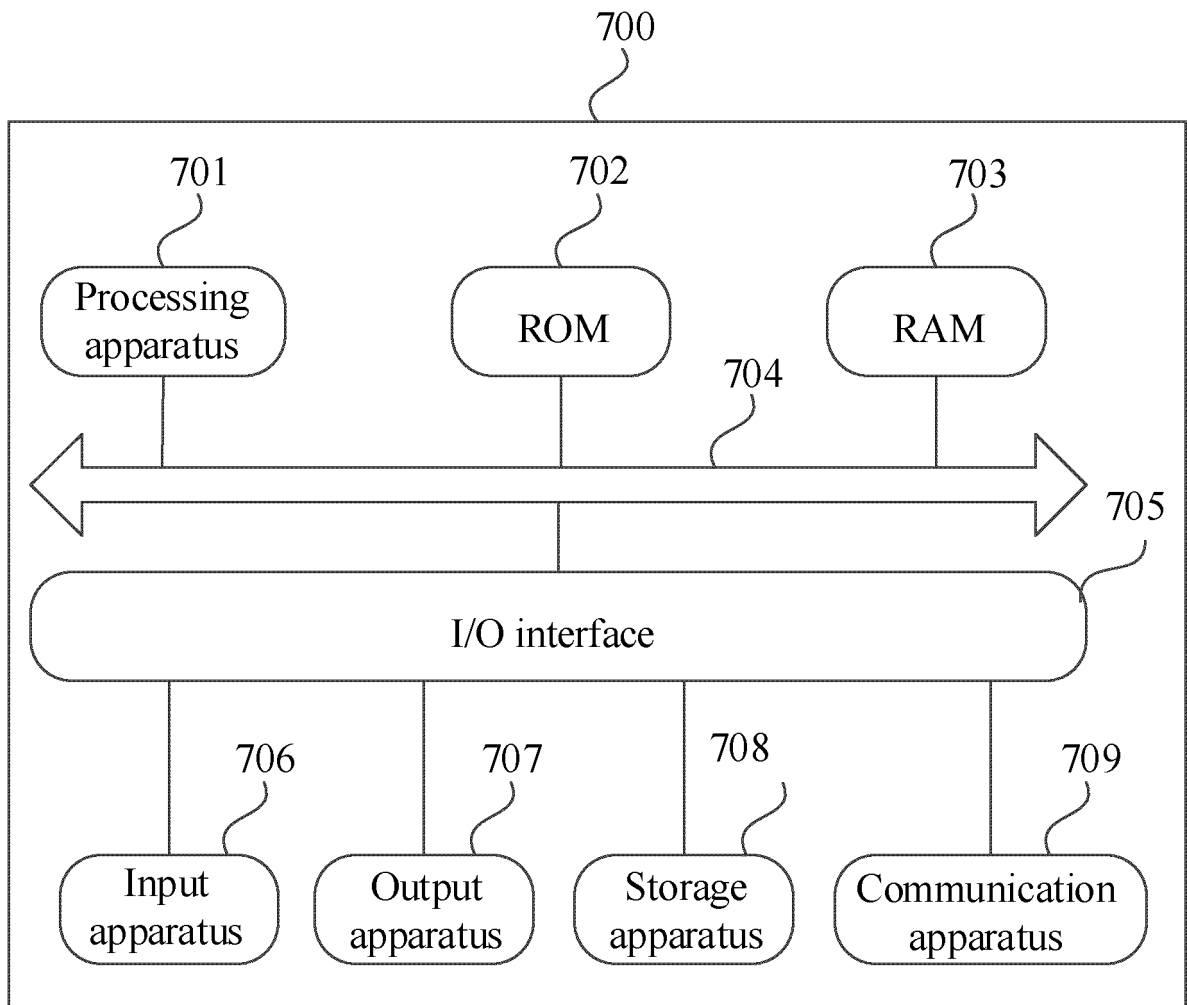 700
701
702
703
Processing
apparatus
ROM
RAM
704
705
I/O interface
706
707
708
709
Input
apparatus
Output
apparatus
Storage
apparatus
Communication
apparatus